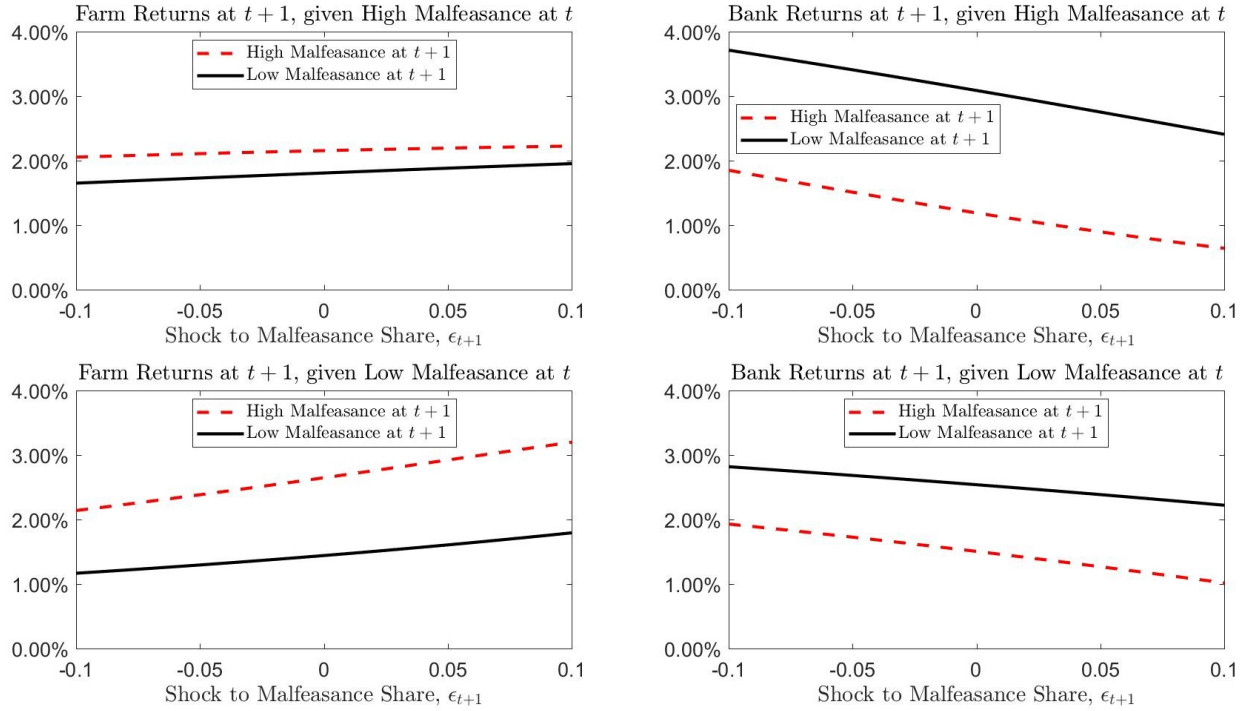 Farm Returns at t + 1, given High Malfeasance at t
4.00%
3.00%
2.00%
1.00%
0.00%
High Malfeasance at t + 1
Low Malfeasance at t + 1
-0.1
-0.05
0
0.05
0.1
Shock to Malfeasance Share, ϵt+1
Bank Returns at t + 1, given High Malfeasance at t
4.00%
3.00%
2.00%
1.00%
0.00%
High Malfeasance at t + 1
Low Malfeasance at t + 1
-0.1
-0.05
0
0.05
0.1
Shock to Malfeasance Share, ϵt+1
Farm Returns at t + 1, given Low Malfeasance at t
4.00%
3.00%
2.00%
1.00%
0.00%
High Malfeasance at t + 1
Low Malfeasance at t + 1
-0.1
-0.05
0
0.05
0.1
Shock to Malfeasance Share, ϵt+1
Bank Returns at t + 1, given Low Malfeasance at t
4.00%
3.00%
2.00%
1.00%
0.00%
High Malfeasance at t + 1
Low Malfeasance at t + 1
-0.1
-0.05
0
0.05
0.1
Shock to Malfeasance Share, ϵt+1